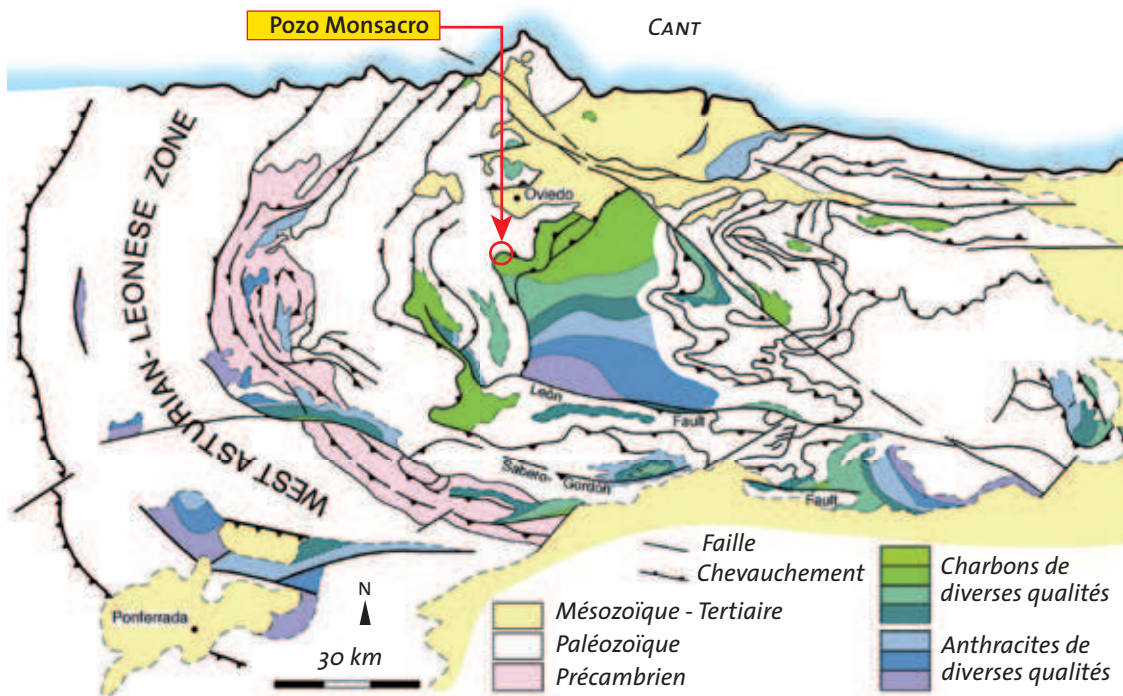 Pozo Monsacro
CANT
WEST ASTURIAN-LEONESE ZONE
Oviedo
León
Fault
Sabero-Gordón
Fault
Ponferrada
N
30 km
Faille
Chevauchement
Mésozoïque - Tertiaire
Paléozoïque
Précambrien
Charbons de
diverses qualités
Anthracites de
diverses qualités